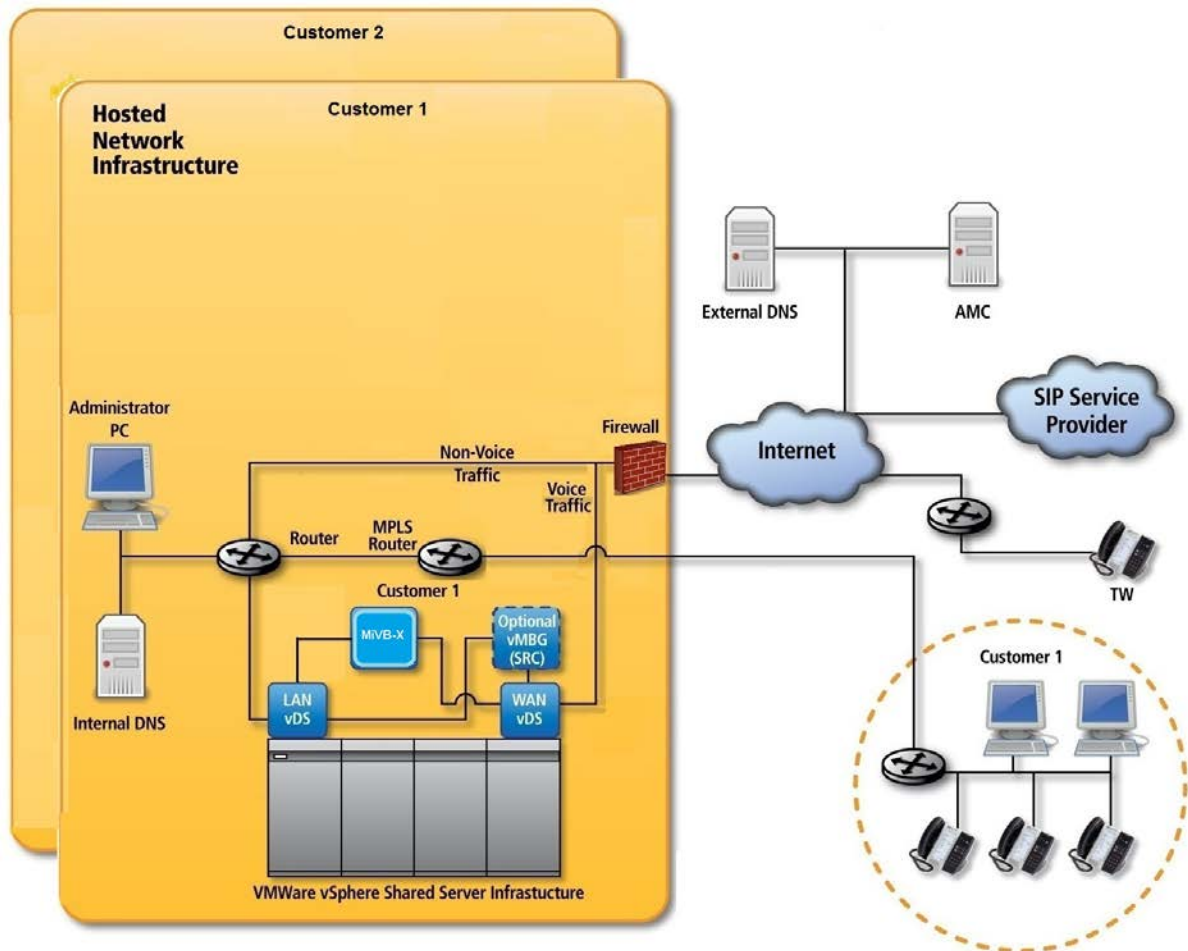 Customer 2
Customer 1
Hosted
Network
Infrastructure
External DNS
AMC
SIP Service
Provider
Administrator
PC
Firewall
Internet
Non-Voice
Traffic
Voice
Traffic
Router
MPLS
Router
TW
Customer 1
MiVB-X
Optional
vMBG
(SRC)
Customer 1
LAN
vDS
WAN
vDS
Internal DNS
VMWare vSphere Shared Server Infrastucture